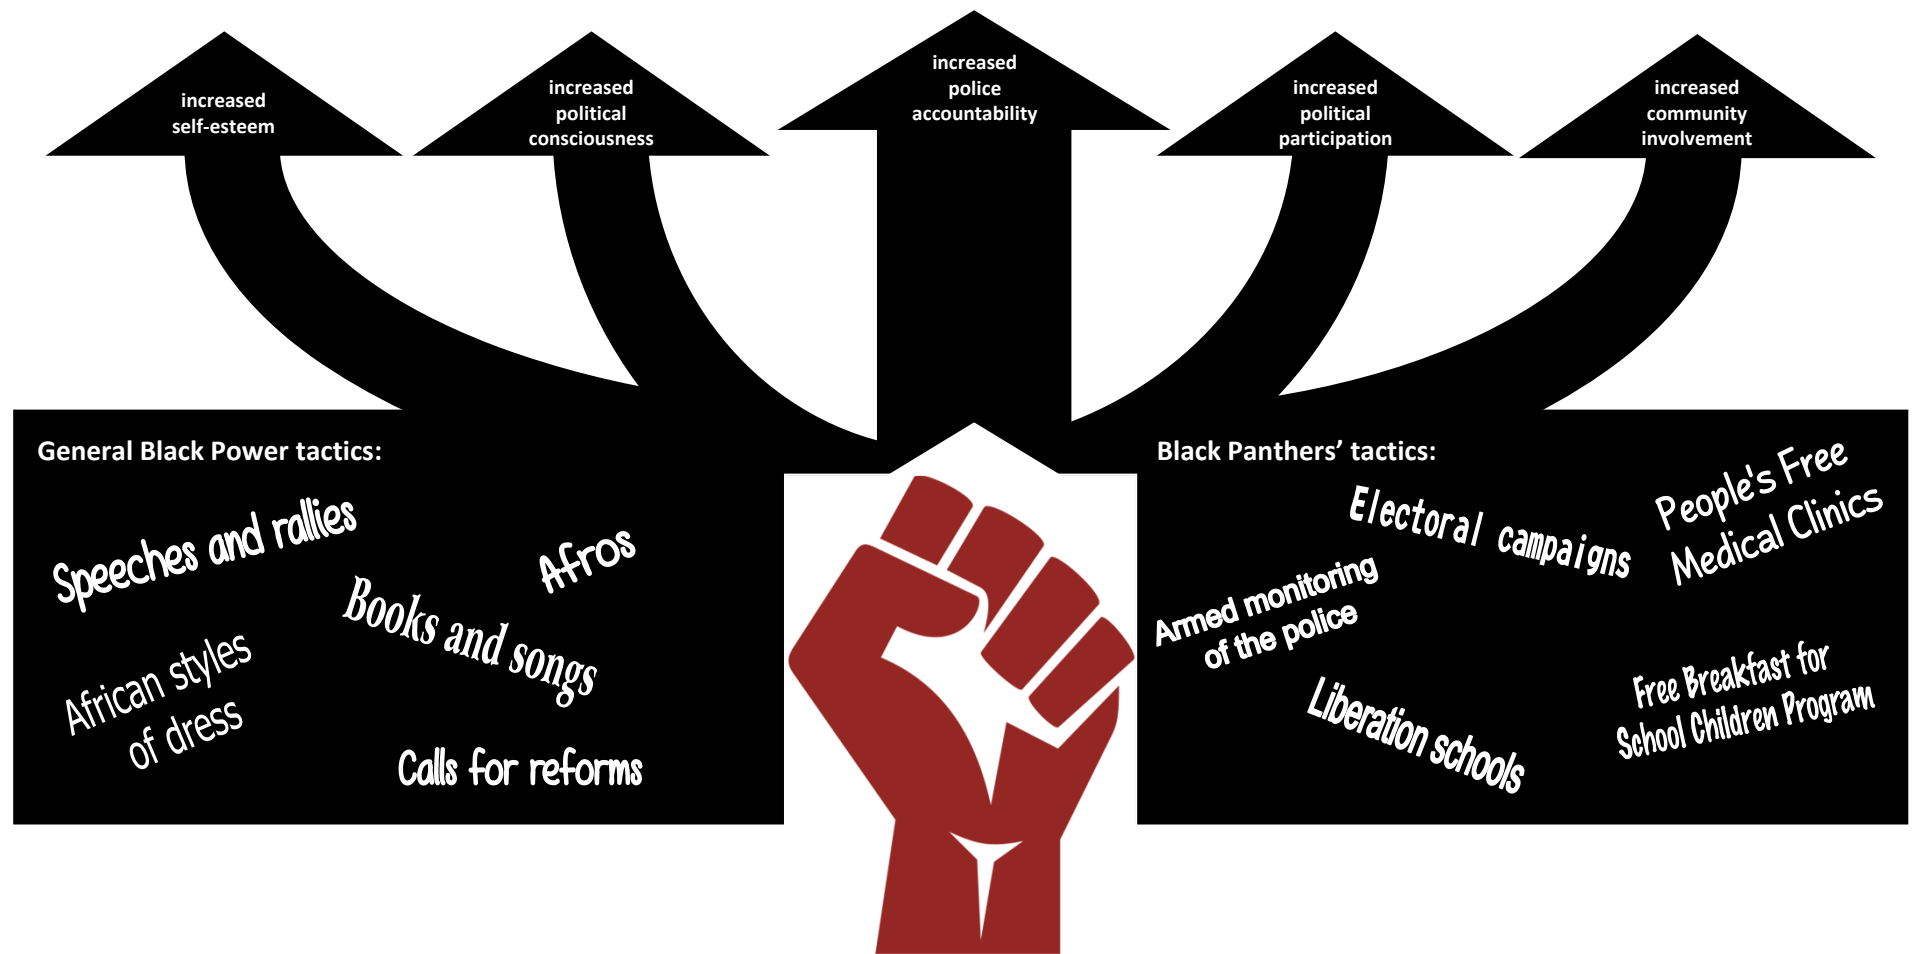 increased
self-esteem
increased
political
consciousness
increased
police
accountability
increased
political
participation
increased
community
involvement
General Black Power tactics:
Speeches and rallies
Afros
Books and songs
African styles
of dress
Calls for reforms
Black Panthers’ tactics:
Electoral campaigns
People's Free
Medical Clinics
Armed monitoring
of the police
Liberation schools
Free Breakfast for
School Children Program